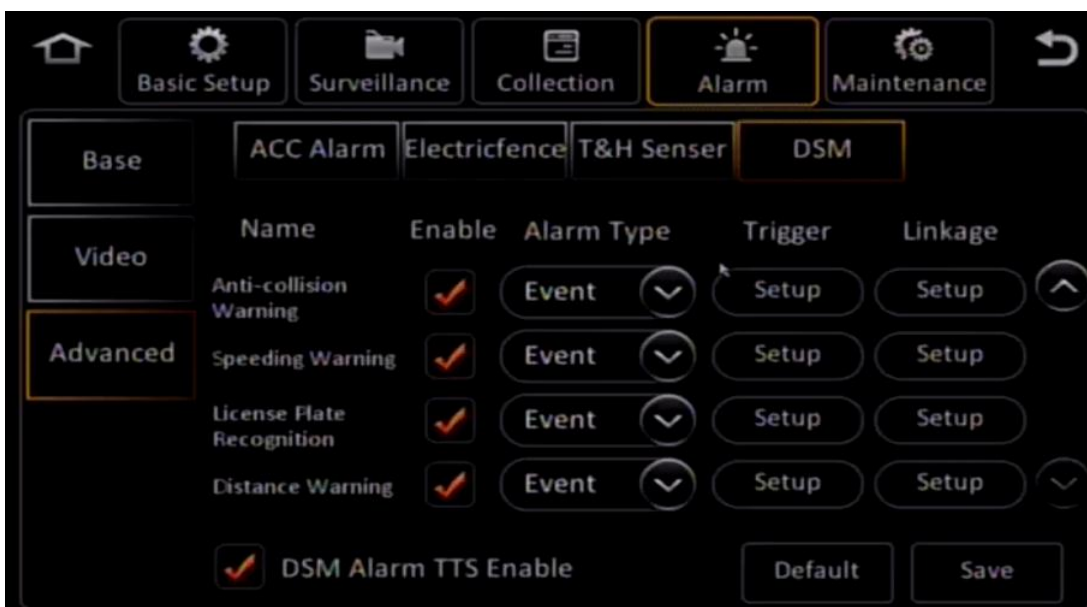 Basic Setup Surveillance Collection Alarm Maintenance
Base
Video
Advanced
ACC Alarm Electricfence T&H Senser DSM
Name Enable Alarm Type Trigger Linkage
Anti-collision
Warning
Event Setup Setup
Speeding Warning Event Setup Setup
License Plate
Recognition
Event Setup Setup
Distance Warning Event Setup Setup
DSM Alarm TTS Enable Default Save